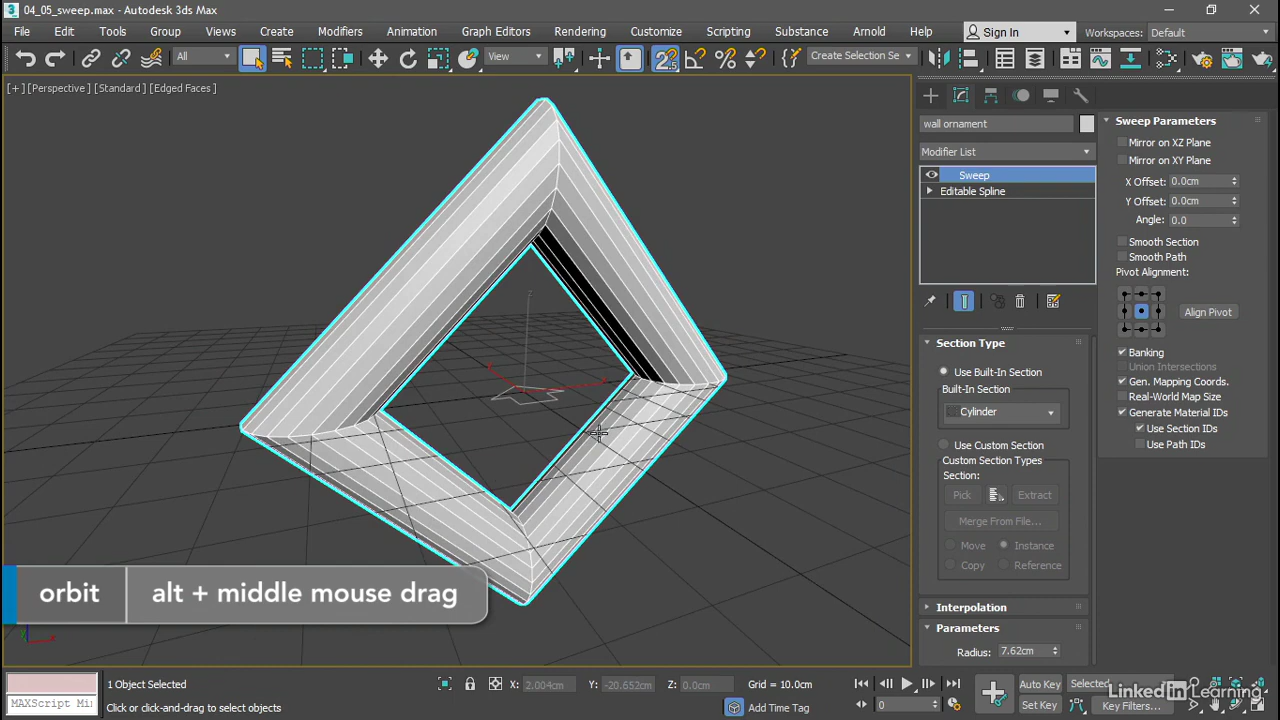 04_05_sweep.max - Autodesk 3ds Max
File Edit Tools Group Views Create Modifiers Animation Graph Editors Rendering Customize Scripting Substance Arnold Help Sign In Workspaces: Default
All View Create Selection Se
[+] [Perspective] [Standard] [Edged Faces]
wall ornament
Modifier List
Sweep
Editable Spline
Section Type
Use Built-In Section
Built-In Section
Cylinder
Use Custom Section
Custom Section Types
Section:
Pick Extract
Merge From File...
Move Instance
Copy Reference
Interpolation
Parameters
Radius: 7.62cm
Sweep Parameters
Mirror on XZ Plane
Mirror on XY Plane
X Offset: 0.0cm
Y Offset: 0.0cm
Angle: 0.0
Smooth Section
Smooth Path
Pivot Alignment:
Align Pivot
Banking
Union Intersections
Gen. Mapping Coords.
Real-World Map Size
Generate Material IDs
Use Section IDs
Use Path IDs
z
x
orbit alt + middle mouse drag
y x
1 Object Selected X: 2.004cm Y: -20.652cm Z: 0.0cm Grid = 10.0cm Auto Key Selected
MAXScript Mi Click or click-and-drag to select objects Add Time Tag 0 Set Key Key Filters...
LinkedIn Learning